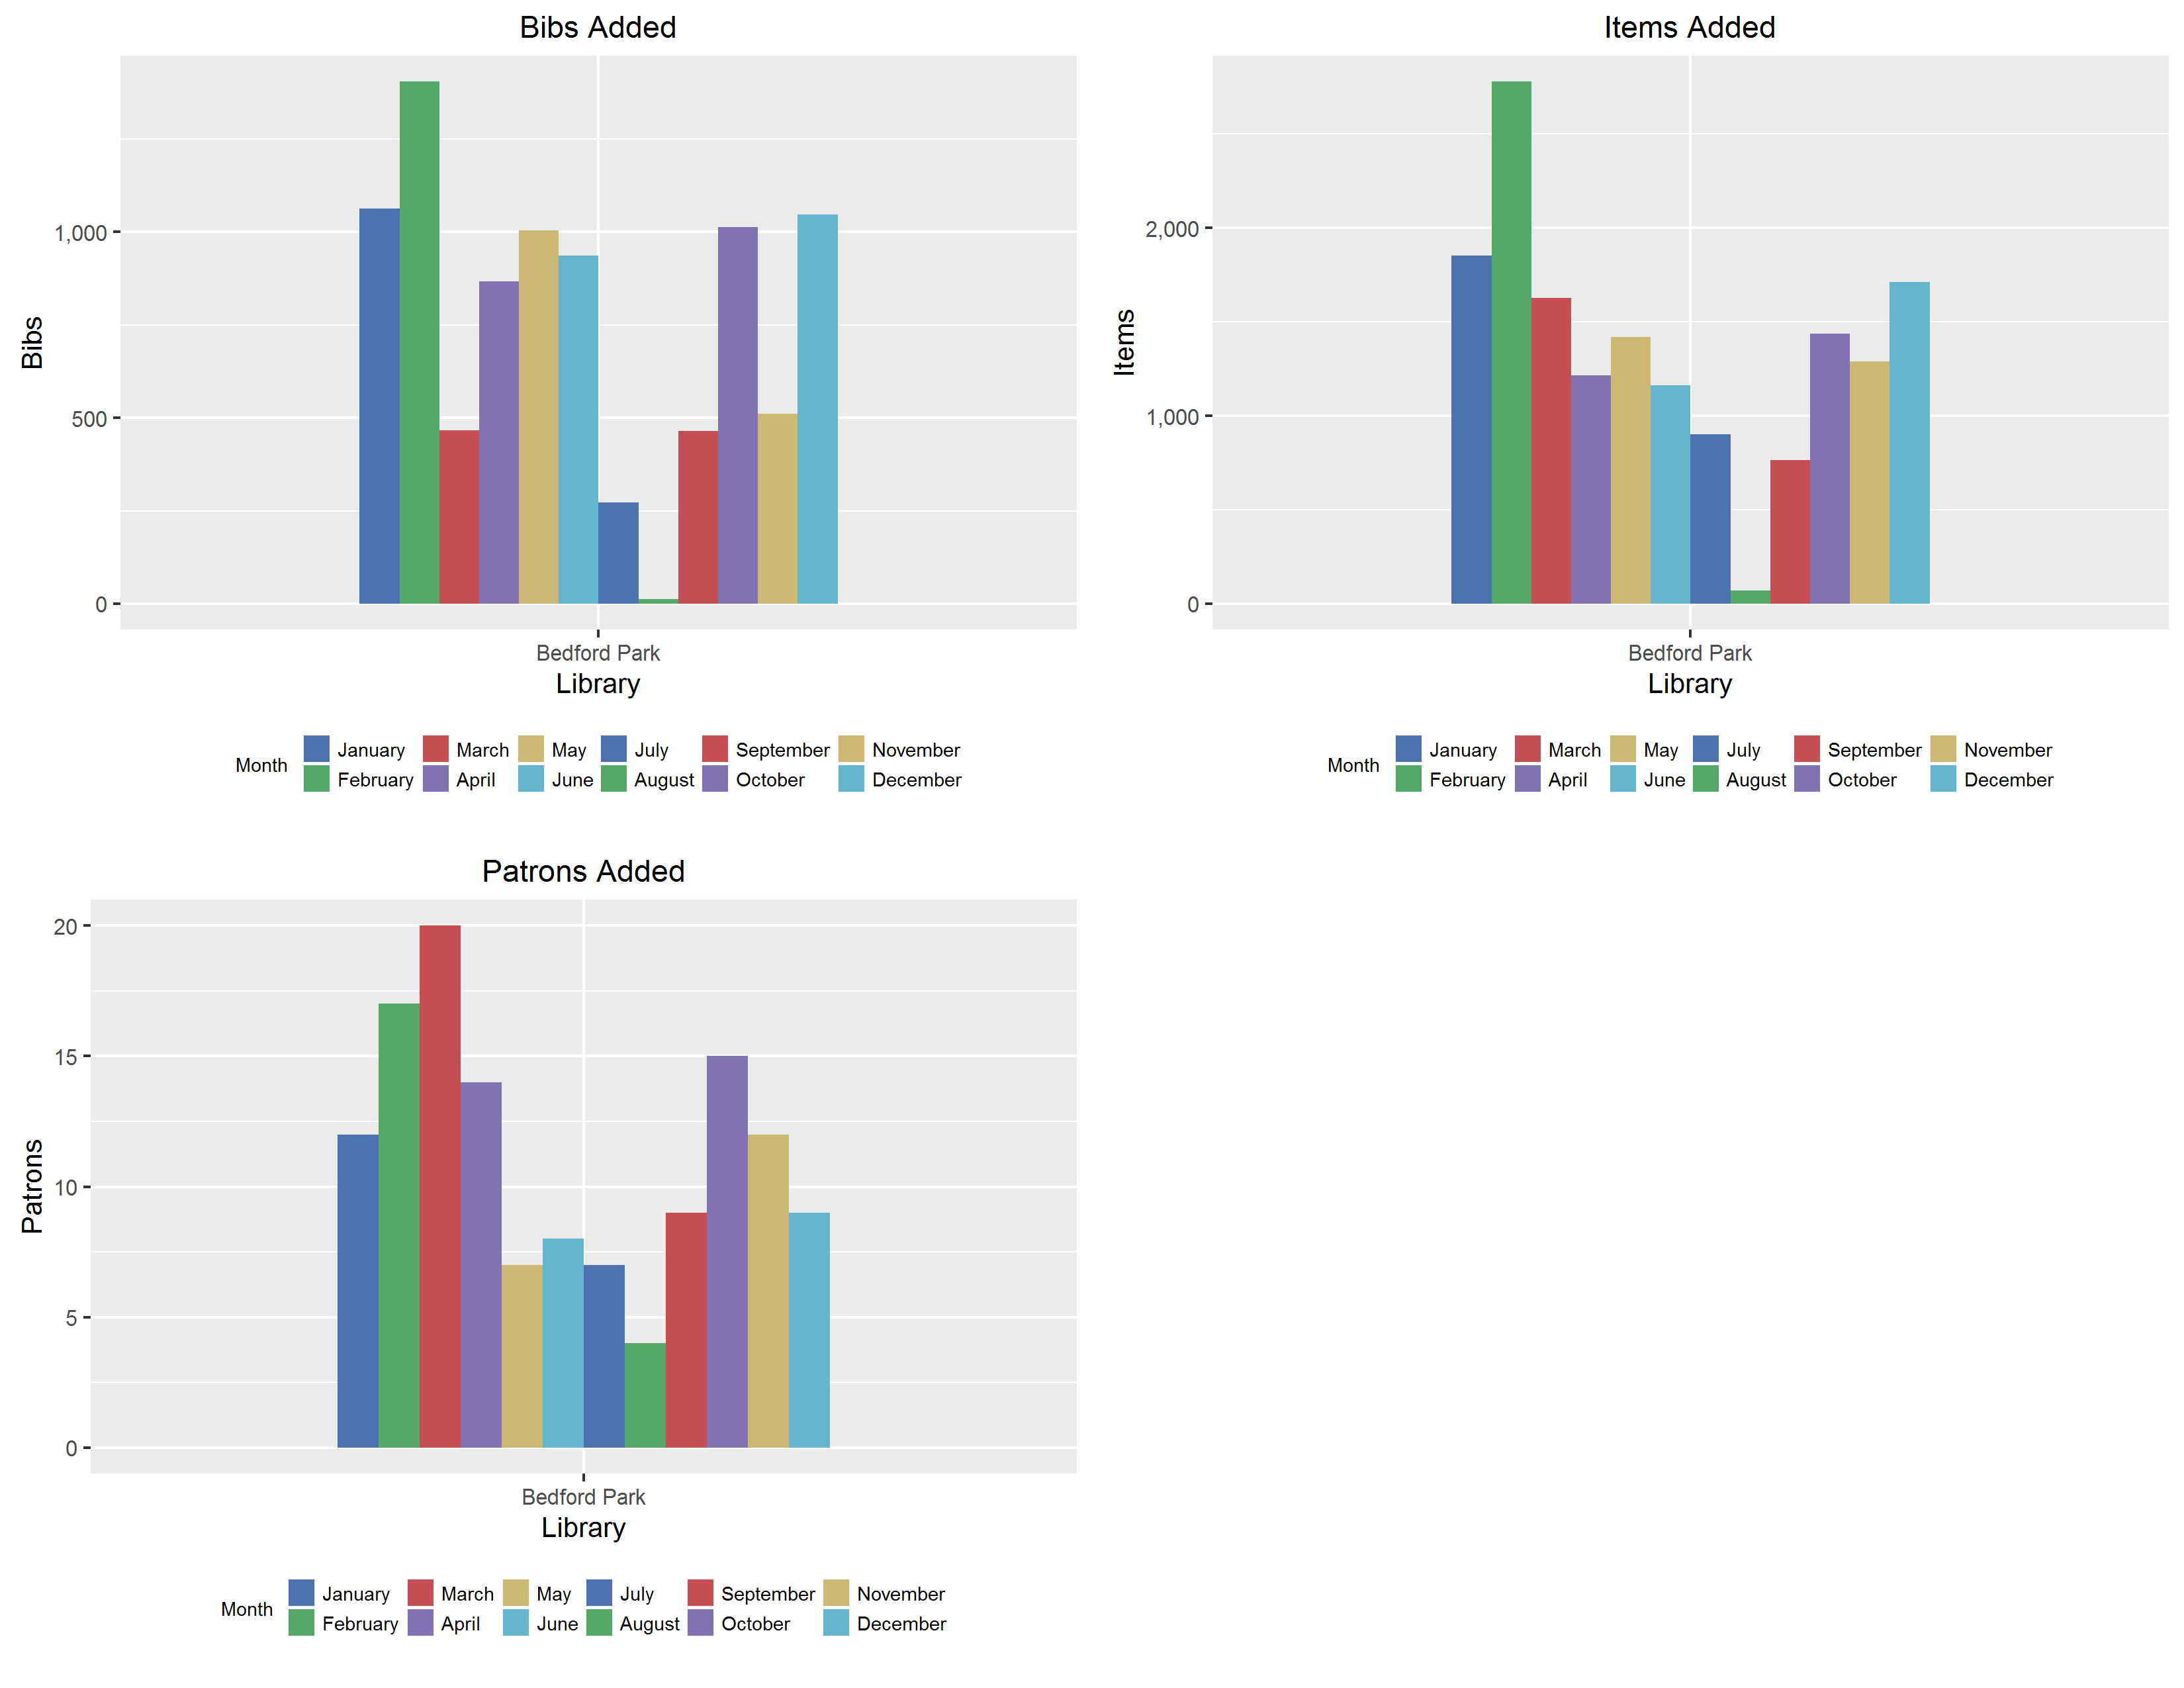 Bibs Added
1,000
500
0
Bibs
Bedford Park
Library
Month
January March May July September November
February April June August October December
Items Added
2,000
1,000
0
Items
Bedford Park
Library
Month
January March May July September November
February April June August October December
Patrons Added
20
15
10
5
0
Patrons
Bedford Park
Library
Month
January March May July September November
February April June August October December